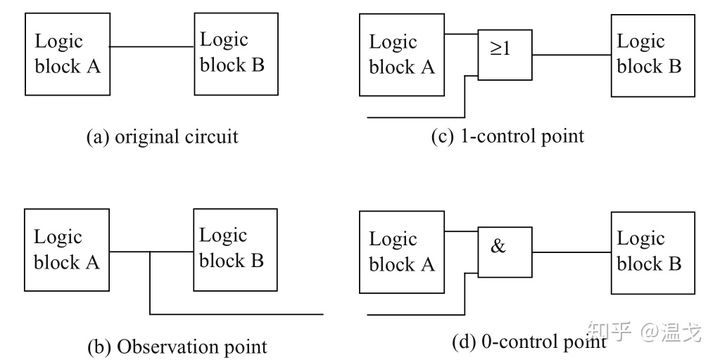 Logic
block A
Logic
block B
(a) original circuit
Logic
block A
≥1
Logic
block B
(c) 1-control point
Logic
block A
Logic
block B
(b) Observation point
Logic
block A
&
Logic
block B
(d) 0-control point
知乎 @温戈